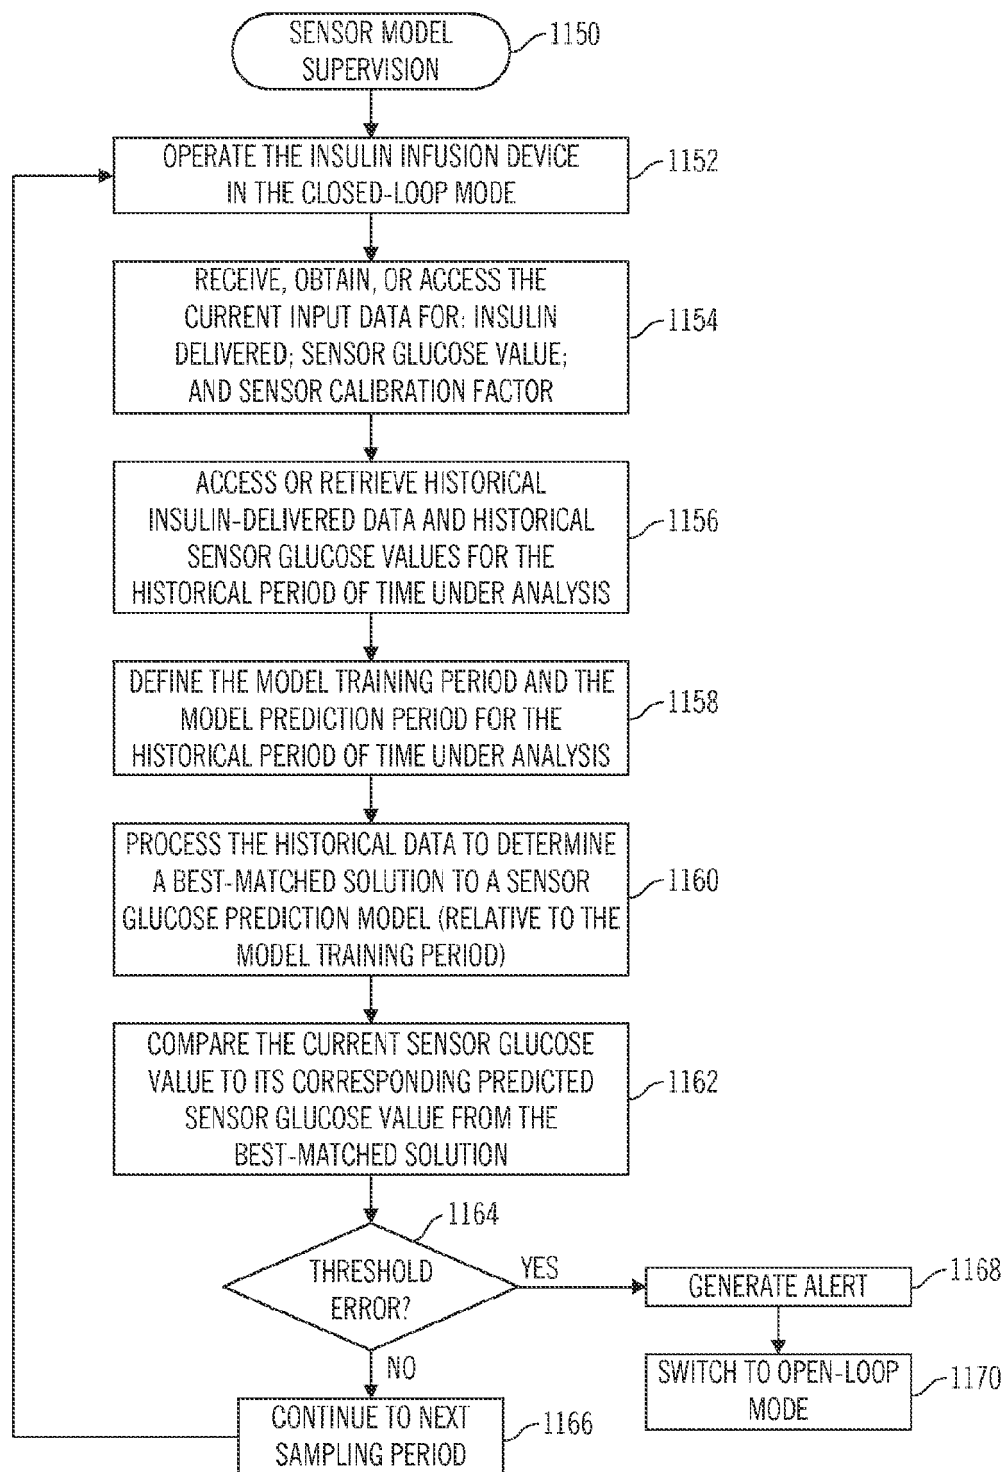 SENSOR MODEL
SUPERVISION
1150
OPERATE THE INSULIN INFUSION DEVICE
IN THE CLOSED-LOOP MODE
1152
RECEIVE, OBTAIN, OR ACCESS THE
CURRENT INPUT DATA FOR: INSULIN
DELIVERED; SENSOR GLUCOSE VALUE;
AND SENSOR CALIBRATION FACTOR
1154
ACCESS OR RETRIEVE HISTORICAL
INSULIN-DELIVERED DATA AND HISTORICAL
SENSOR GLUCOSE VALUES FOR THE
HISTORICAL PERIOD OF TIME UNDER ANALYSIS
1156
DEFINE THE MODEL TRAINING PERIOD AND THE
MODEL PREDICTION PERIOD FOR THE
HISTORICAL PERIOD OF TIME UNDER ANALYSIS
1158
PROCESS THE HISTORICAL DATA TO DETERMINE
A BEST-MATCHED SOLUTION TO A SENSOR
GLUCOSE PREDICTION MODEL (RELATIVE TO THE
MODEL TRAINING PERIOD)
1160
COMPARE THE CURRENT SENSOR GLUCOSE
VALUE TO ITS CORRESPONDING PREDICTED
SENSOR GLUCOSE VALUE FROM THE
BEST-MATCHED SOLUTION
1162
THRESHOLD
ERROR?
1164
YES
GENERATE ALERT
1168
SWITCH TO OPEN-LOOP
MODE
1170
NO
CONTINUE TO NEXT
SAMPLING PERIOD
1166